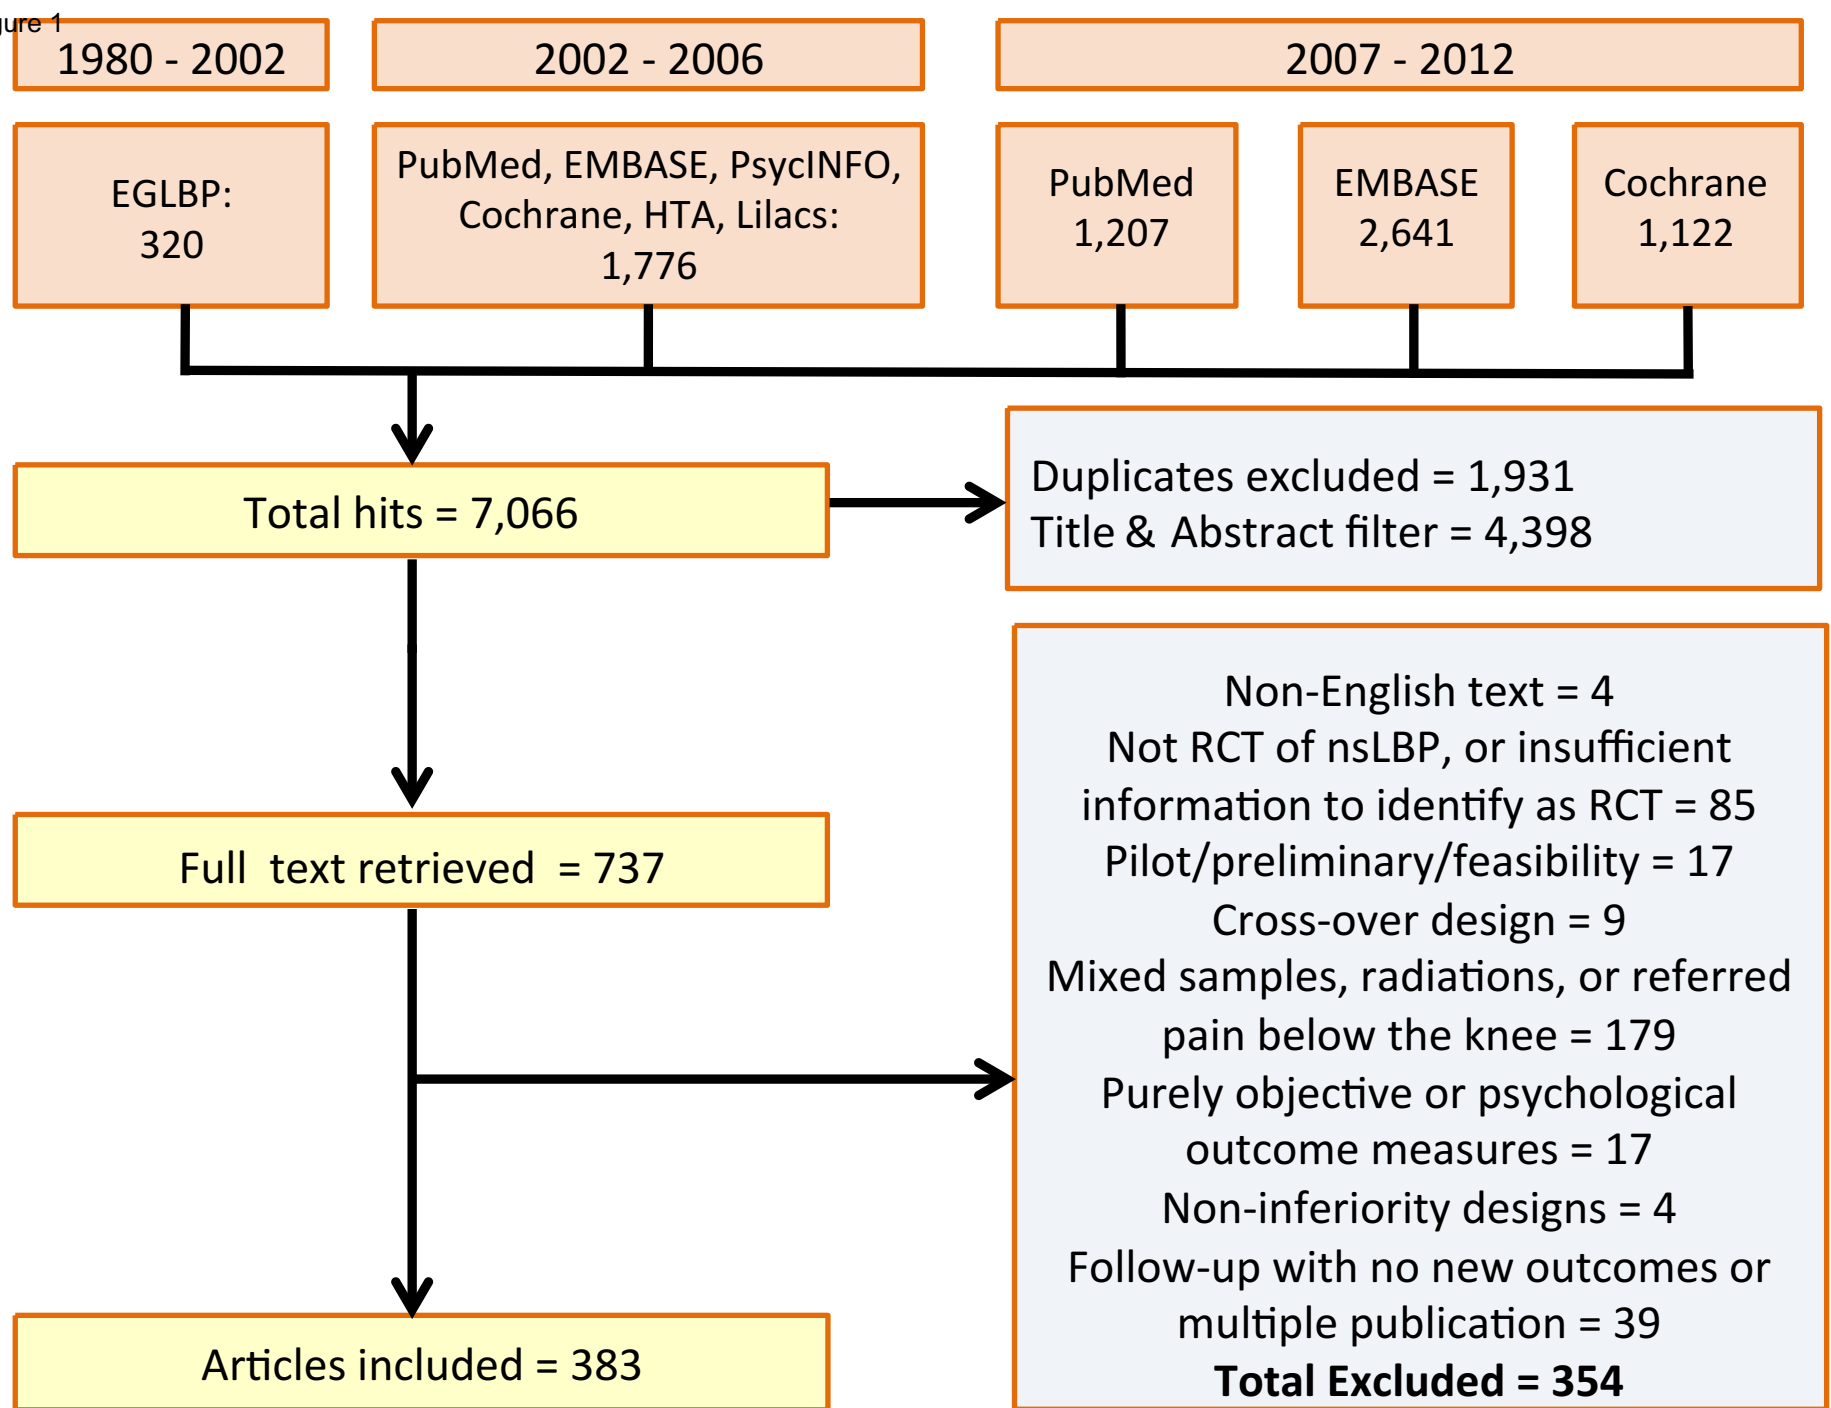 gure 1
1980 - 2002
2002 - 2006
2007 - 2012
EGLBP:
320
PubMed, EMBASE, PsycINFO,
Cochrane, HTA, Lilacs:
1,776
PubMed
1,207
EMBASE
2,641
Cochrane
1,122
Total hits = 7,066
Duplicates excluded = 1,931
Title & Abstract filter = 4,398
Full text retrieved = 737
Non-English text = 4
Not RCT of nsLBP, or insufficient
information to identify as RCT = 85
Pilot/preliminary/feasibility = 17
Cross-over design = 9
Mixed samples, radiations, or referred
pain below the knee = 179
Purely objective or psychological
outcome measures = 17
Non-inferiority designs = 4
Follow-up with no new outcomes or
multiple publication = 39
Total Excluded = 354
Articles included = 383